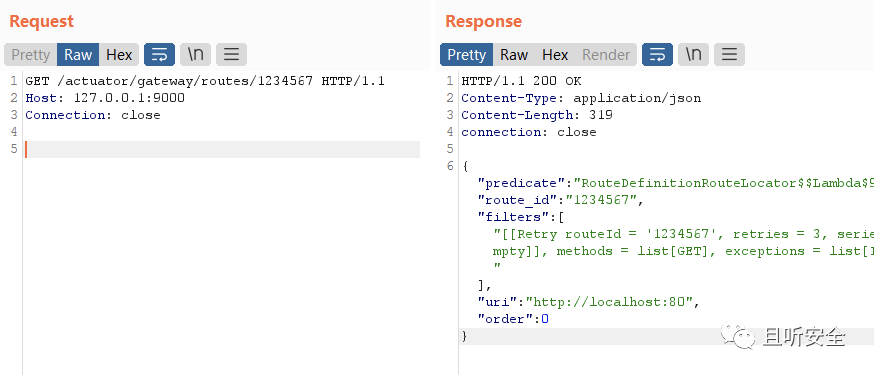 Request
Pretty Raw Hex \n
1 GET /actuator/gateway/routes/1234567 HTTP/1.1
2 Host: 127.0.0.1:9000
3 Connection: close
4
5
Response
Pretty Raw Hex Render \n
1 HTTP/1.1 200 OK
2 Content-Type: application/json
3 Content-Length: 319
4 connection: close
5
6 {
"predicate":"RouteDefinitionRouteLocator$$Lambda$9
"route_id":"1234567",
"filters":[
"[[Retry routeId = '1234567', retries = 3, serie
mpty]], methods = list[GET], exceptions = list[I
"
],
"uri":"http://localhost:80",
"order":0
}
且听安全